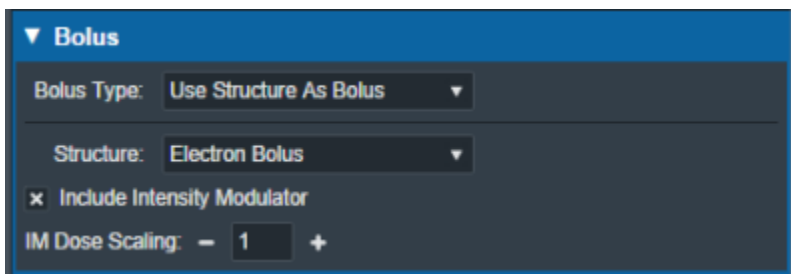 Bolus
Bolus Type: Use Structure As Bolus
Structure: Electron Bolus
Include Intensity Modulator
IM Dose Scaling: - 1 +